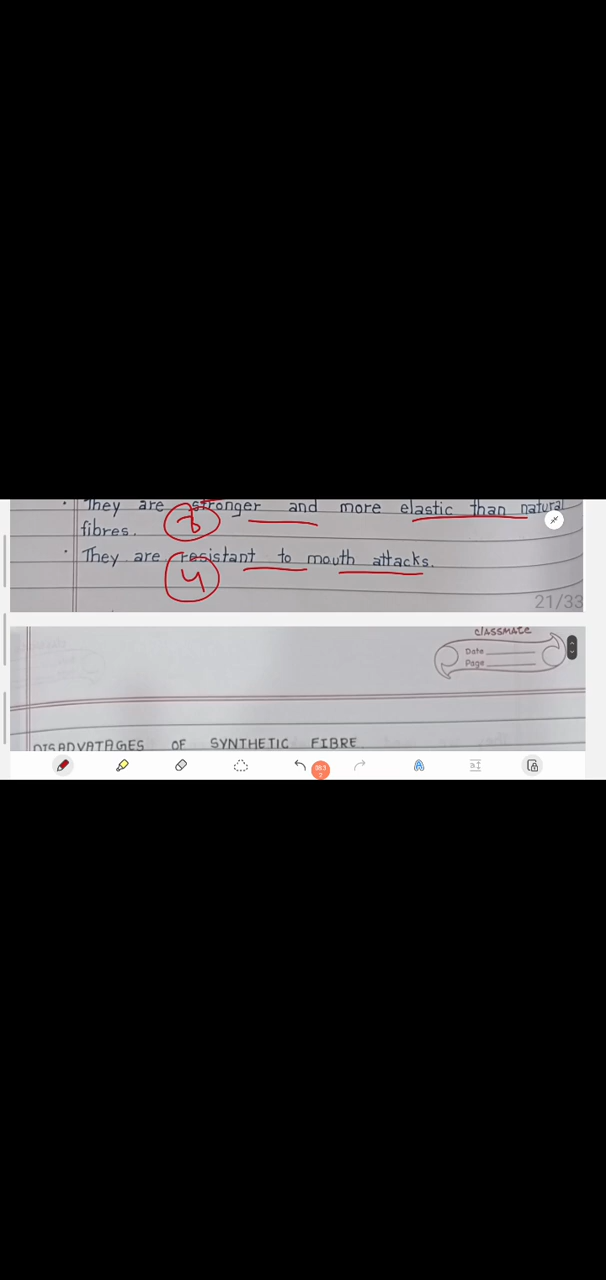 • They are stronger and more elastic than natural
fibres.
3
• They are resistant to mouth attacks.
4
21/33
classmate
Date
Page
DISADVATAGES OF SYNTHETIC FIBRE